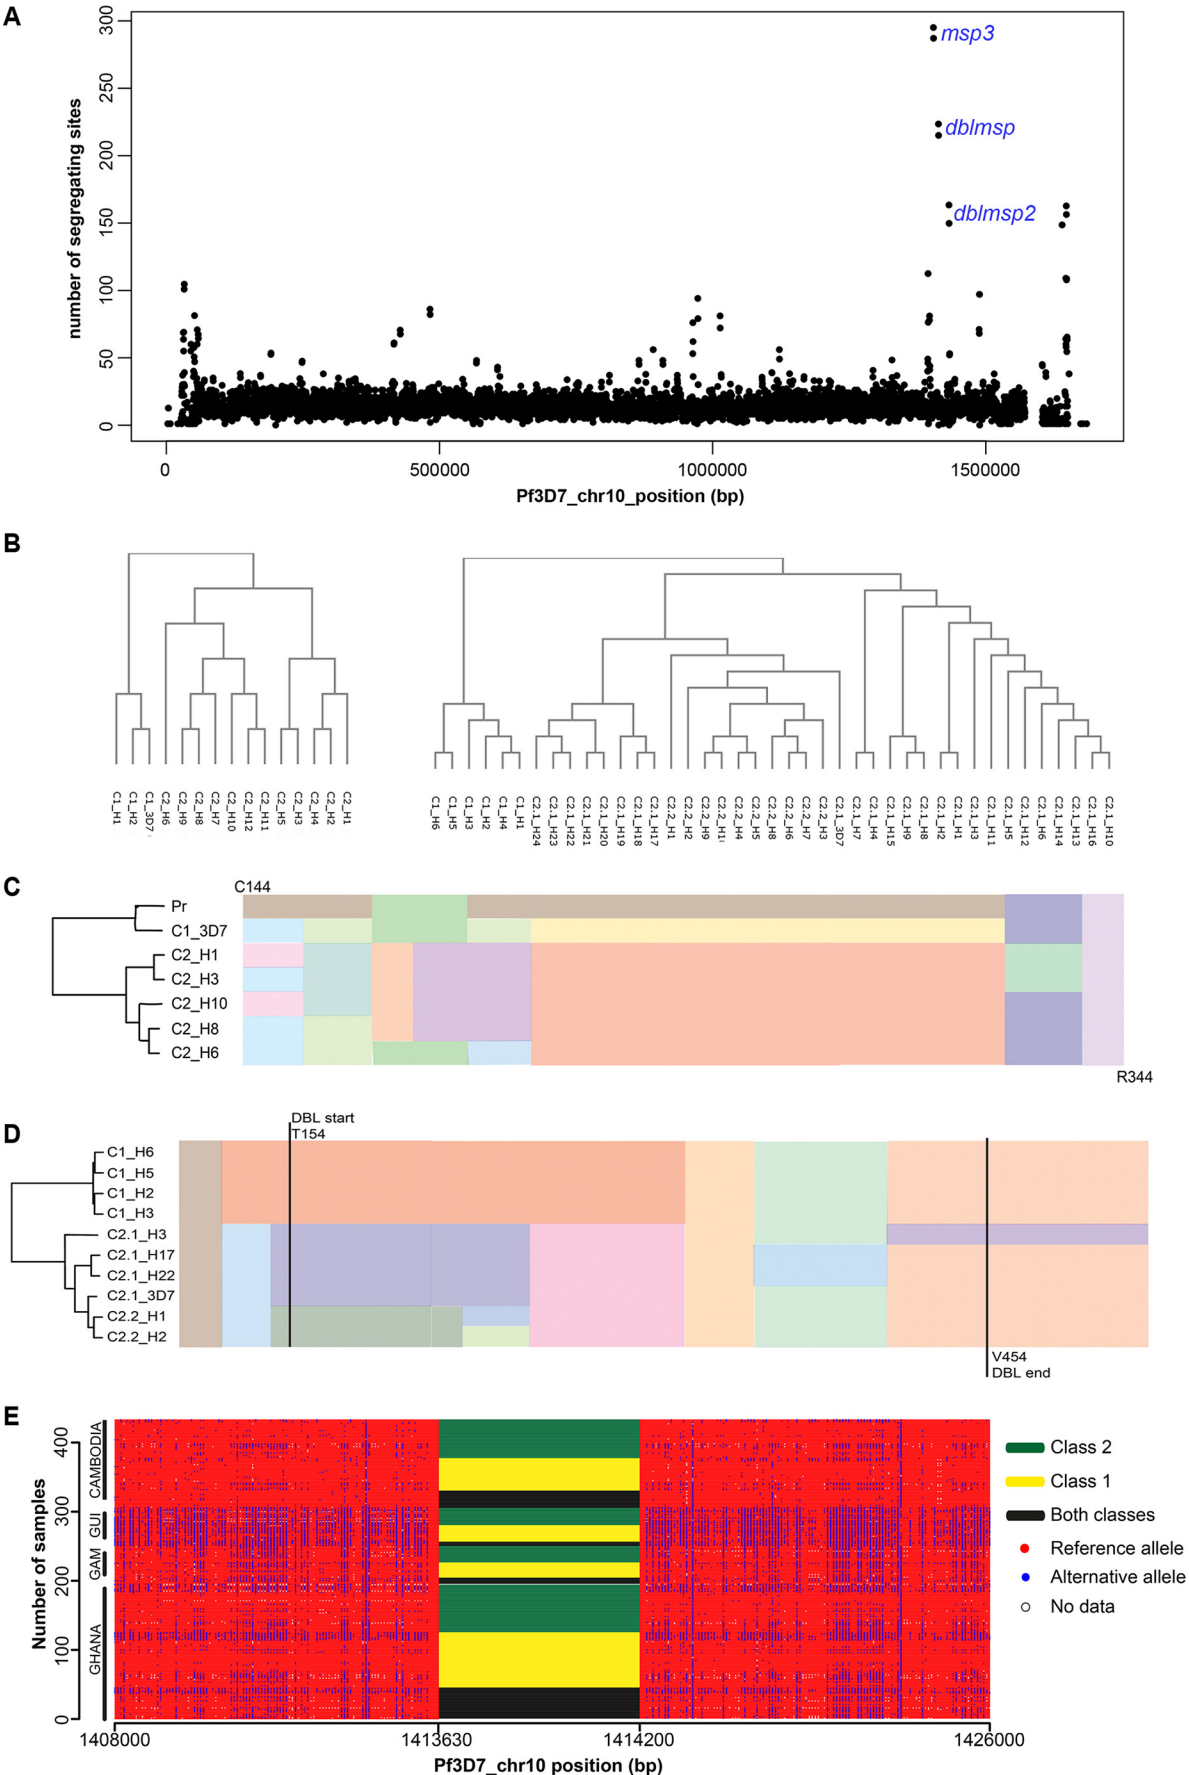 A
300
250
200
150
100
50
0
number of segregating sites
msp3
dblmsp
dblmsp2
0 500000 1000000 1500000
Pf3D7_chr10_position (bp)
B
C1_H1
C1_H2
C1_3D7
C2_H6
C2_H9
C2_H8
C2_H7
C2_H10
C2_H12
C2_H11
C2_H5
C2_H3
C2_H4
C2_H2
C2_H1
C1_H6
C1_H5
C1_H3
C1_H2
C1_H4
C1_H1
C2.1_H24
C2.1_H23
C2.1_H22
C2.1_H21
C2.1_H20
C2.1_H19
C2.1_H18
C2.1_H17
C2.2_H1
C2.2_H2
C2.2_H9
C2.2_H4
C2.2_H5
C2.2_H8
C2.2_H6
C2.2_H7
C2.2_H3
C2.1_3D7
C2.1_H7
C2.1_H4
C2.1_H15
C2.1_H9
C2.1_H8
C2.1_H2
C2.1_H1
C2.1_H3
C2.1_H11
C2.1_H5
C2.1_H12
C2.1_H6
C2.1_H14
C2.1_H13
C2.1_H16
C2.1_H10
C
C144
Pr
C1_3D7
C2_H1
C2_H3
C2_H10
C2_H8
C2_H6
R344
D
DBL start
T154
C1_H6
C1_H5
C1_H2
C1_H3
C2.1_H3
C2.1_H17
C2.1_H22
C2.1_3D7
C2.2_H1
C2.2_H2
V454
DBL end
E
Number of samples
400
300
200
100
0
CAMBODIA
GUI
GAM
GHANA
1408000 1413630 1414200 1426000
Pf3D7_chr10 position (bp)
Class 2
Class 1
Both classes
Reference allele
Alternative allele
No data